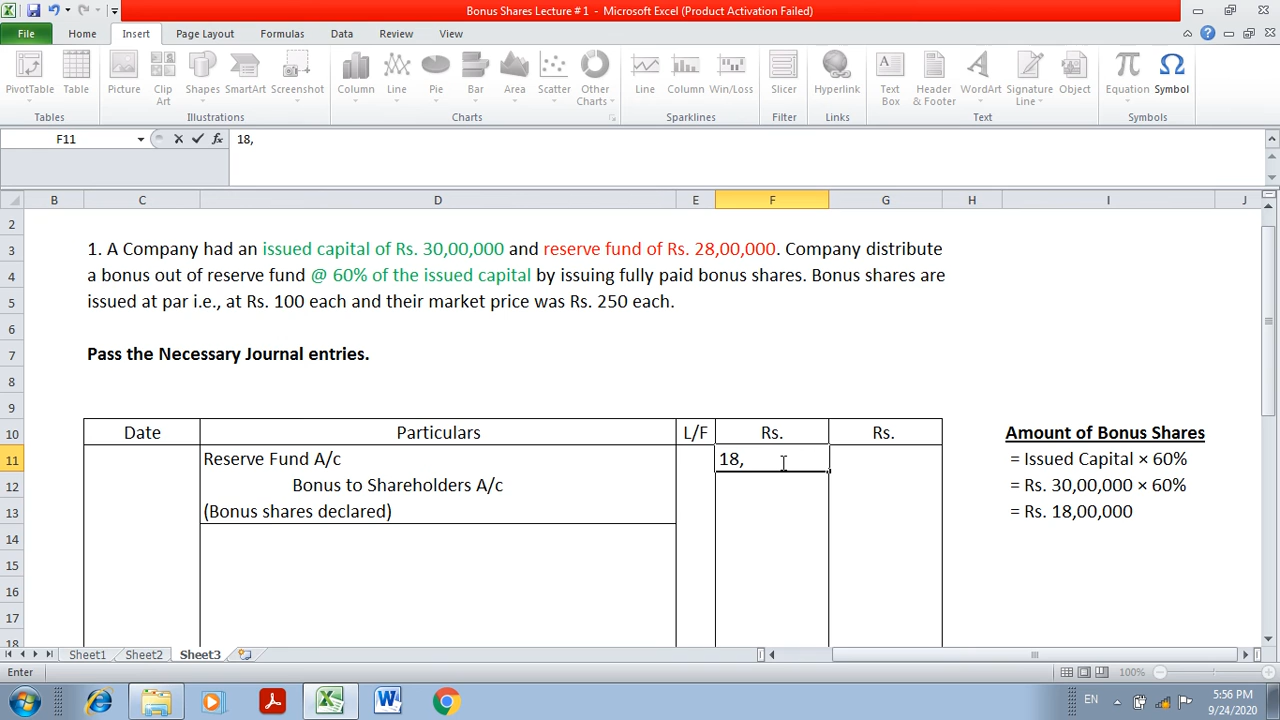 Bonus Shares Lecture # 1 - Microsoft Excel (Product Activation Failed)
File Home Insert Page Layout Formulas Data Review View
PivotTable Table Picture Clip Art Shapes SmartArt Screenshot Column Line Pie Bar Area Scatter Other Charts Line Column Win/Loss Slicer Hyperlink Text Box Header & Footer WordArt Signature Line Object Equation Symbol
Tables Illustrations Charts Sparklines Filter Links Text Symbols
F11 fx 18,
B C D E F G H I J
2
3 1. A Company had an issued capital of Rs. 30,00,000 and reserve fund of Rs. 28,00,000. Company distribute
4 a bonus out of reserve fund @ 60% of the issued capital by issuing fully paid bonus shares. Bonus shares are
5 issued at par i.e., at Rs. 100 each and their market price was Rs. 250 each.
6
7 Pass the Necessary Journal entries.
8
9
10 Date Particulars L/F Rs. Rs. Amount of Bonus Shares
11 Reserve Fund A/c 18, = Issued Capital × 60%
12 Bonus to Shareholders A/c = Rs. 30,00,000 × 60%
13 (Bonus shares declared) = Rs. 18,00,000
14
15
16
17
18
Sheet1 Sheet2 Sheet3
Enter 100%
EN 5:56 PM
9/24/2020